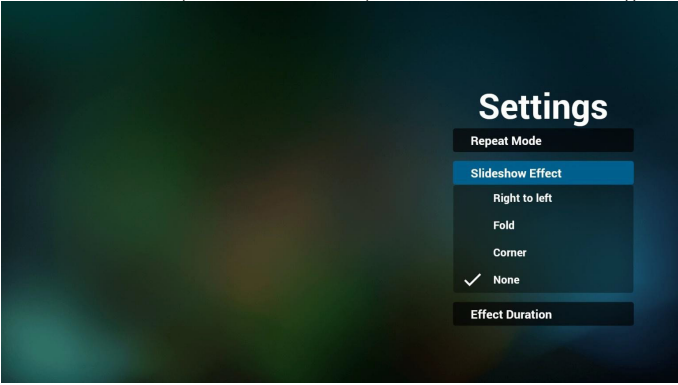 Settings
Repeat Mode
Slideshow Effect
Right to left
Fold
Corner
None
Effect Duration